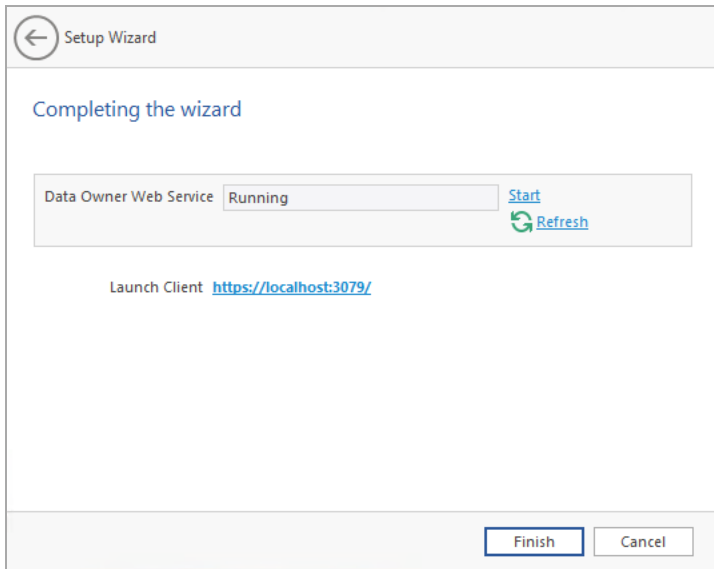 Setup Wizard
Completing the wizard
Data Owner Web Service Running Start
Refresh
Launch Client https://localhost:3079/
Finish Cancel